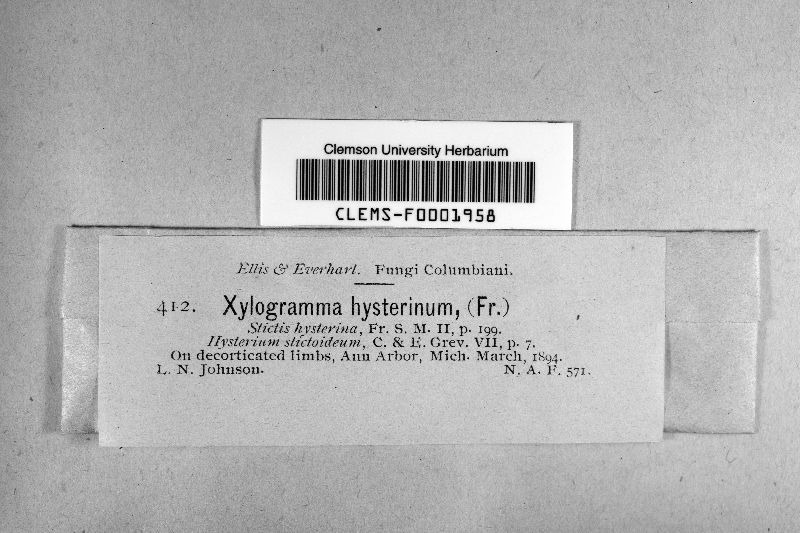 Clemson University Herbarium
CLEMS-F0001958
Ellis & Everhart. Fungi Columbiani.
412. Xylogramma hysterinum, (Fr.)
Stictis hysterina, Fr. S. M. II, p. 199.
Hysterium stictoideum, C. & E. Grev. VII, p. 7.
On decorticated limbs, Ann Arbor, Mich. March, 1894.
L. N. Johnson. N. A. F. 571.